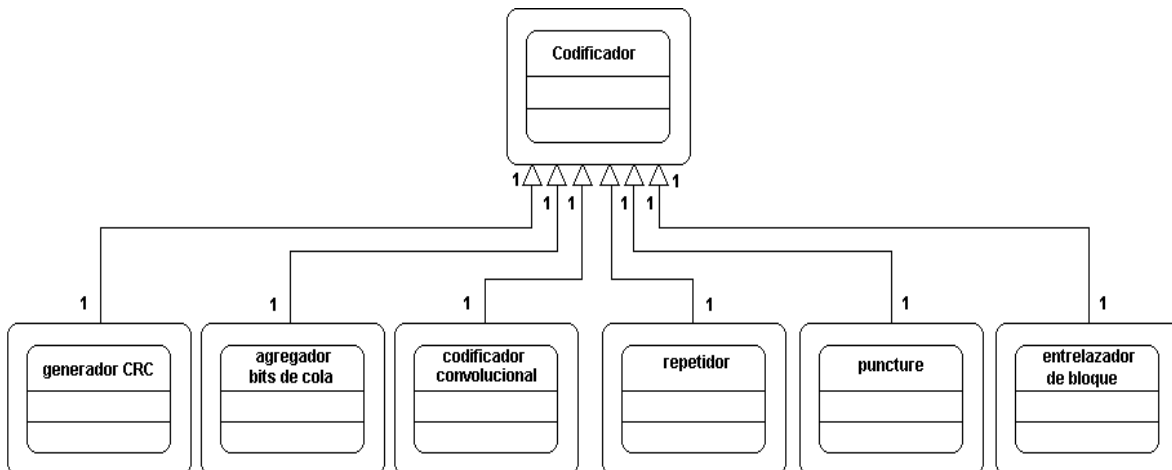 Codificador
1 1
1 1 1 1
1 1 1 1 1 1
generador CRC
agregador
bits de cola
codificador
convolucional
repetidor
puncture
entrelazador
de bloque